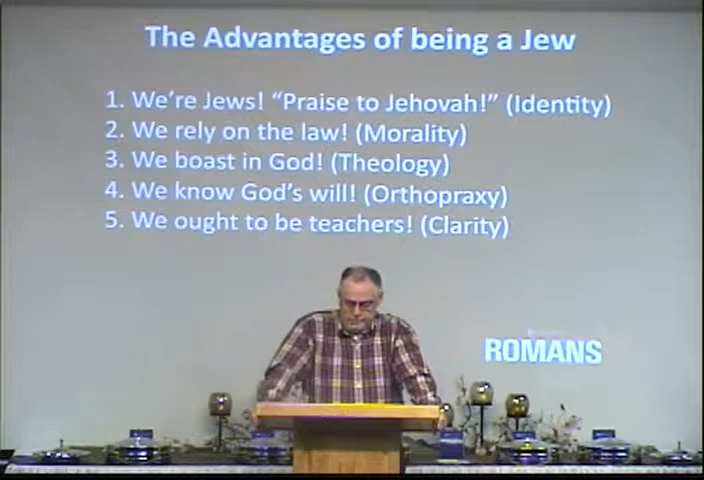 The Advantages of being a Jew
1. We're Jews! "Praise to Jehovah!" (Identity)
2. We rely on the law! (Morality)
3. We boast in God! (Theology)
4. We know God's will! (Orthopraxy)
5. We ought to be teachers! (Clarity)
ROMANS